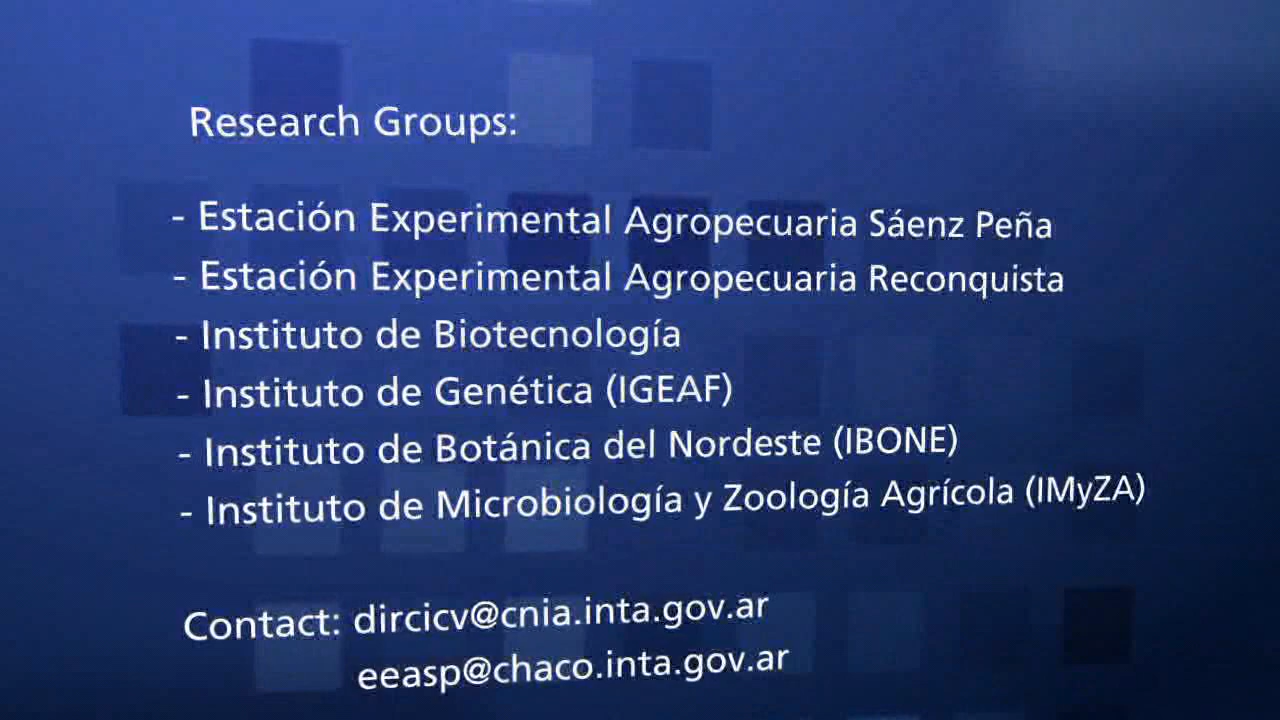 Research Groups:
- Estación Experimental Agropecuaria Sáenz Peña
- Estación Experimental Agropecuaria Reconquista
- Instituto de Biotecnología
- Instituto de Genética (IGEAF)
- Instituto de Botánica del Nordeste (IBONE)
- Instituto de Microbiología y Zoología Agrícola (IMyZA)
Contact: dircicv@cnia.inta.gov.ar
eeasp@chaco.inta.gov.ar